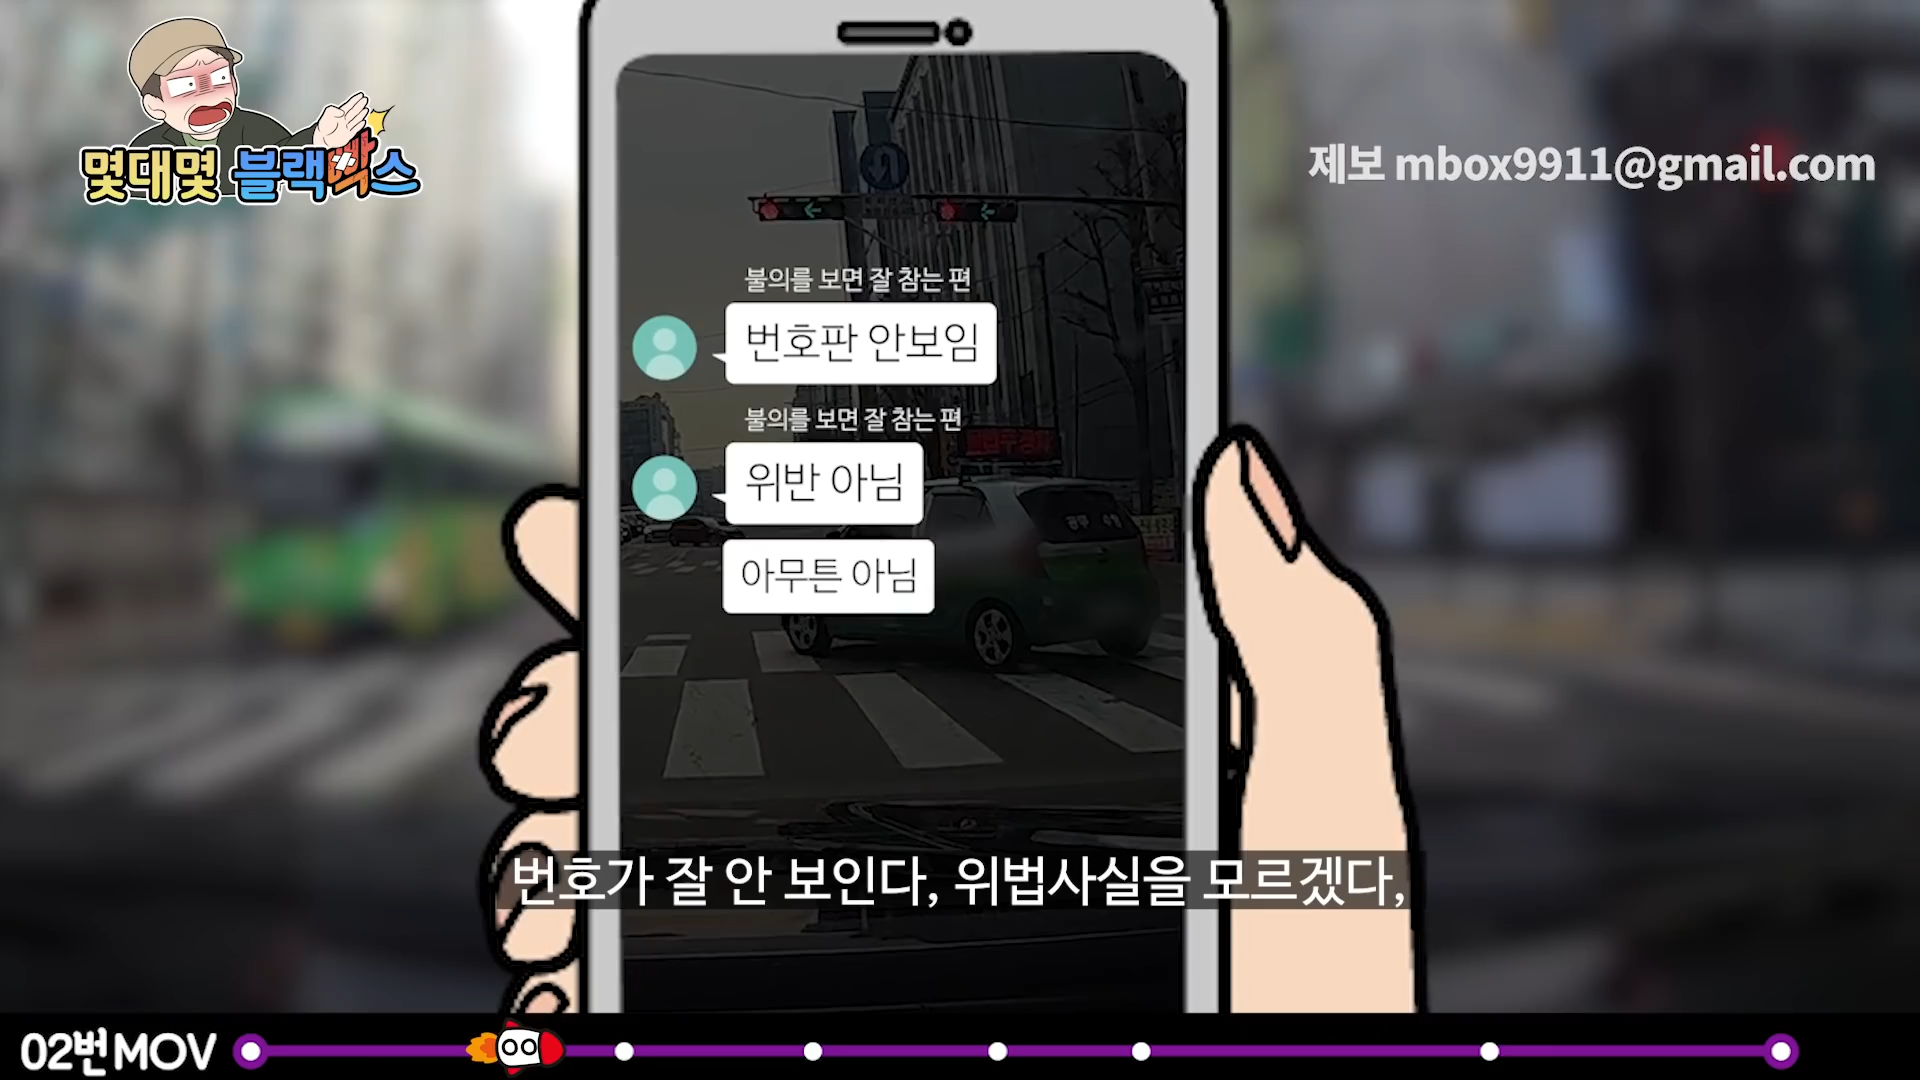 몇대몇 블랙빡스
제보 mbox9911@gmail.com
불의를 보면 잘 참는 편
번호판 안보임
불의를 보면 잘 참는 편
위반 아님
아무튼 아님
번호가 잘 안 보인다, 위법사실을 모르겠다,
02번MOV